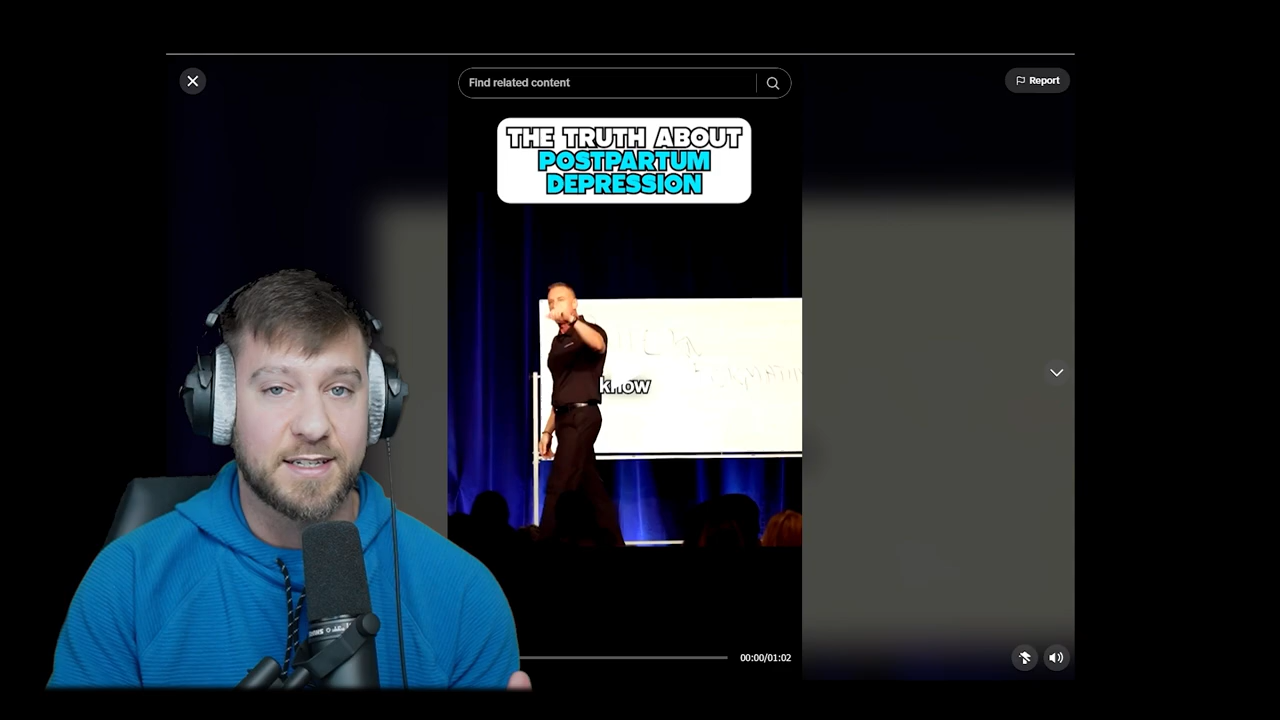 Find related content
Report
THE TRUTH ABOUT
POSTPARTUM
DEPRESSION
know
00:00/01:02